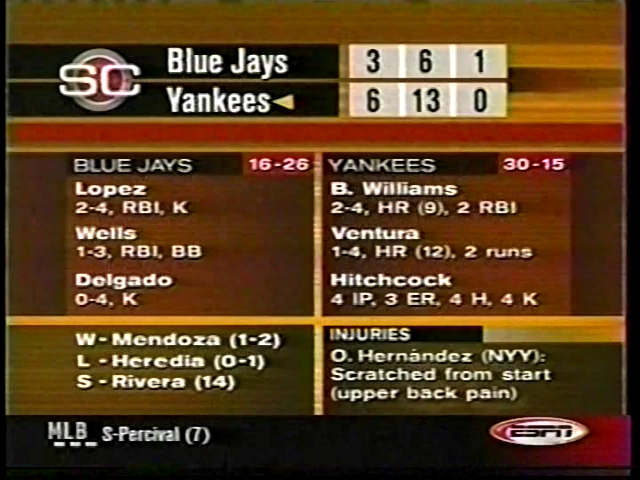 SC
Blue Jays 3 6 1
Yankees 6 13 0
BLUE JAYS 16-26
Lopez
2-4, RBI, K
Wells
1-3, RBI, BB
Delgado
0-4, K
YANKEES 30-15
B. Williams
2-4, HR (9), 2 RBI
Ventura
1-4, HR (12), 2 runs
Hitchcock
4 IP, 3 ER, 4 H, 4 K
W - Mendoza (1-2)
L - Heredia (0-1)
S - Rivera (14)
INJURIES
O. Hernández (NYY):
Scratched from start
(upper back pain)
MLB S-Percival (7)
ESPN